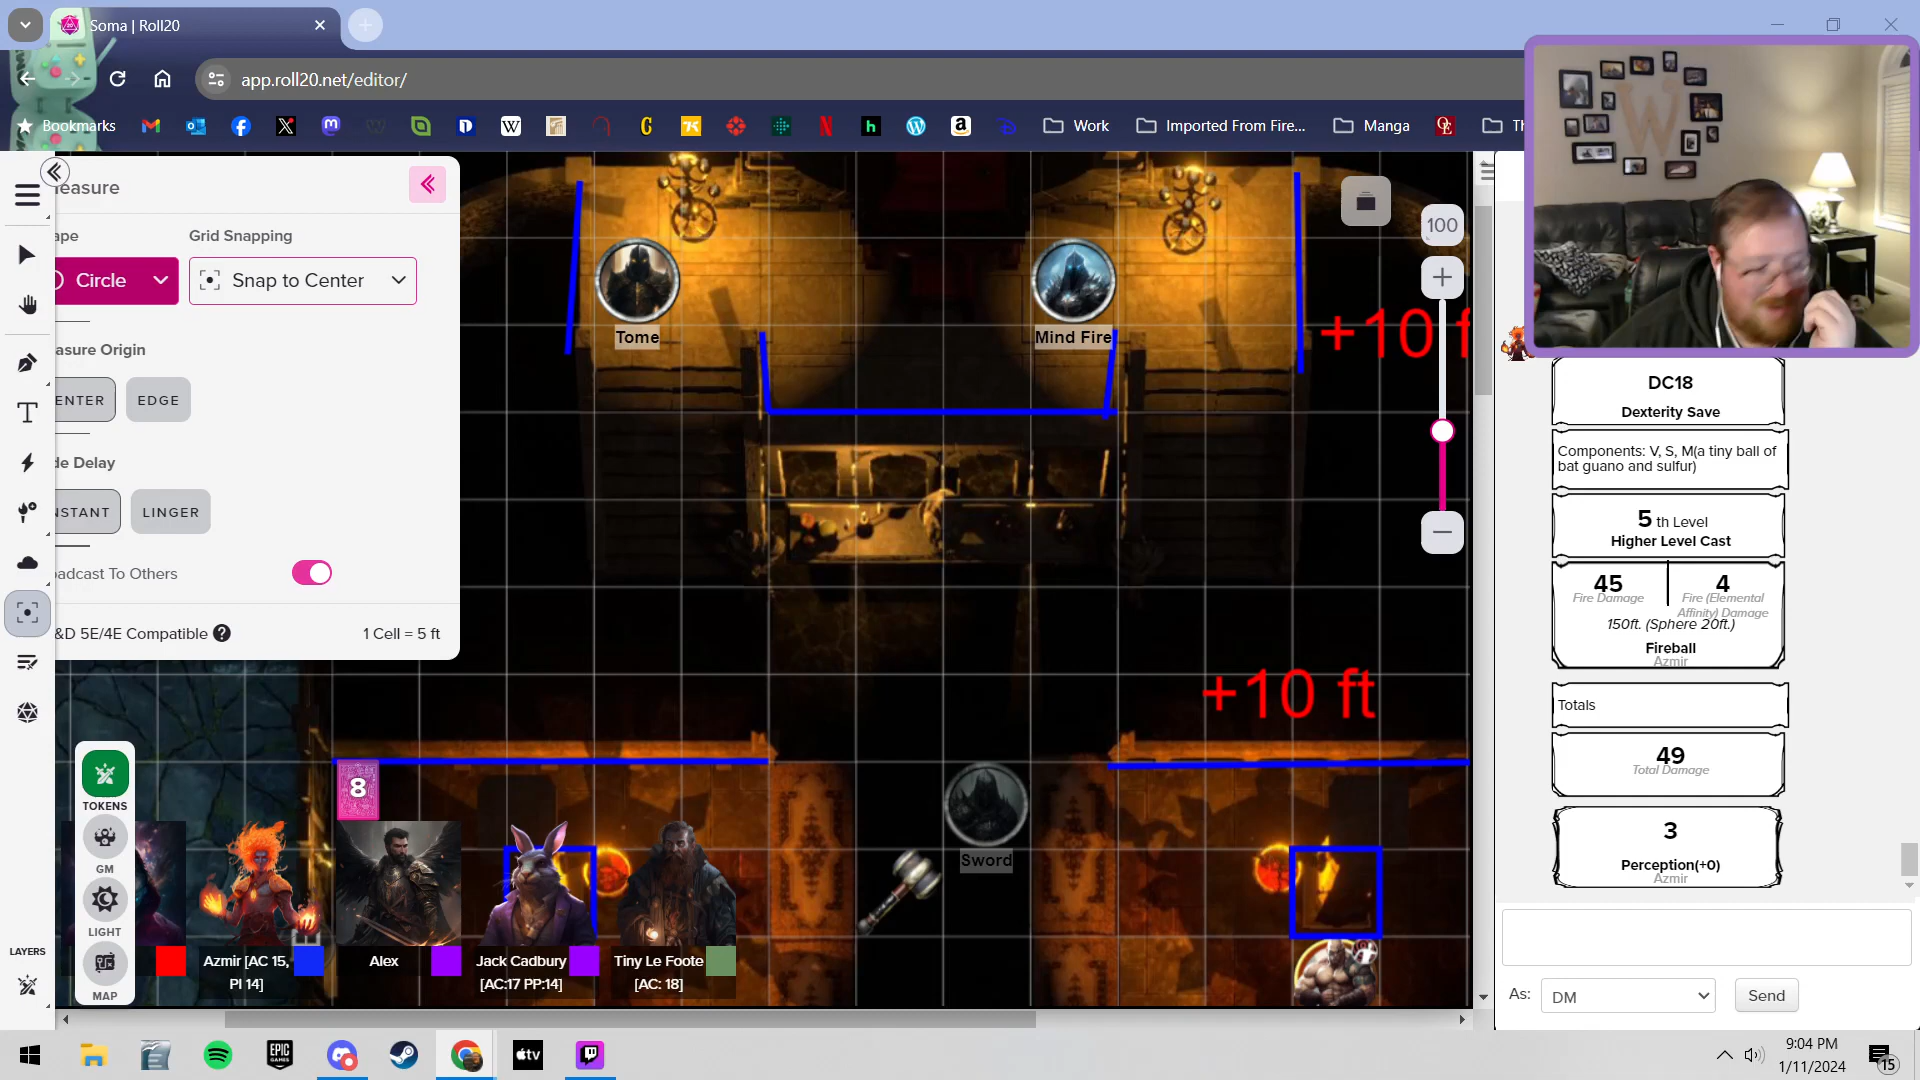 Soma | Roll20
app.roll20.net/editor/
Bookmarks
Work
Imported From Fire...
Manga
easure
ape
Grid Snapping
Circle
Snap to Center
asure Origin
ENTER
EDGE
de Delay
NSTANT
LINGER
adcast To Others
&D 5E/4E Compatible
1 Cell = 5 ft
Tome
Mind Fire
+10 f
100
+10 ft
Sword
8
TOKENS
GM
LIGHT
MAP
LAYERS
Azmir [AC 15, PI 14]
Alex
Jack Cadbury [AC:17 PP:14]
Tiny Le Foote [AC: 18]
DC18
Dexterity Save
Components: V, S, M(a tiny ball of
bat guano and sulfur)
5 th Level
Higher Level Cast
45
Fire Damage
4
Fire (Elemental
Affinity) Damage
150ft. (Sphere 20ft.)
Fireball
Azmir
Totals
49
Total Damage
3
Perception(+0)
Azmir
As:
DM
Send
9:04 PM
1/11/2024
15